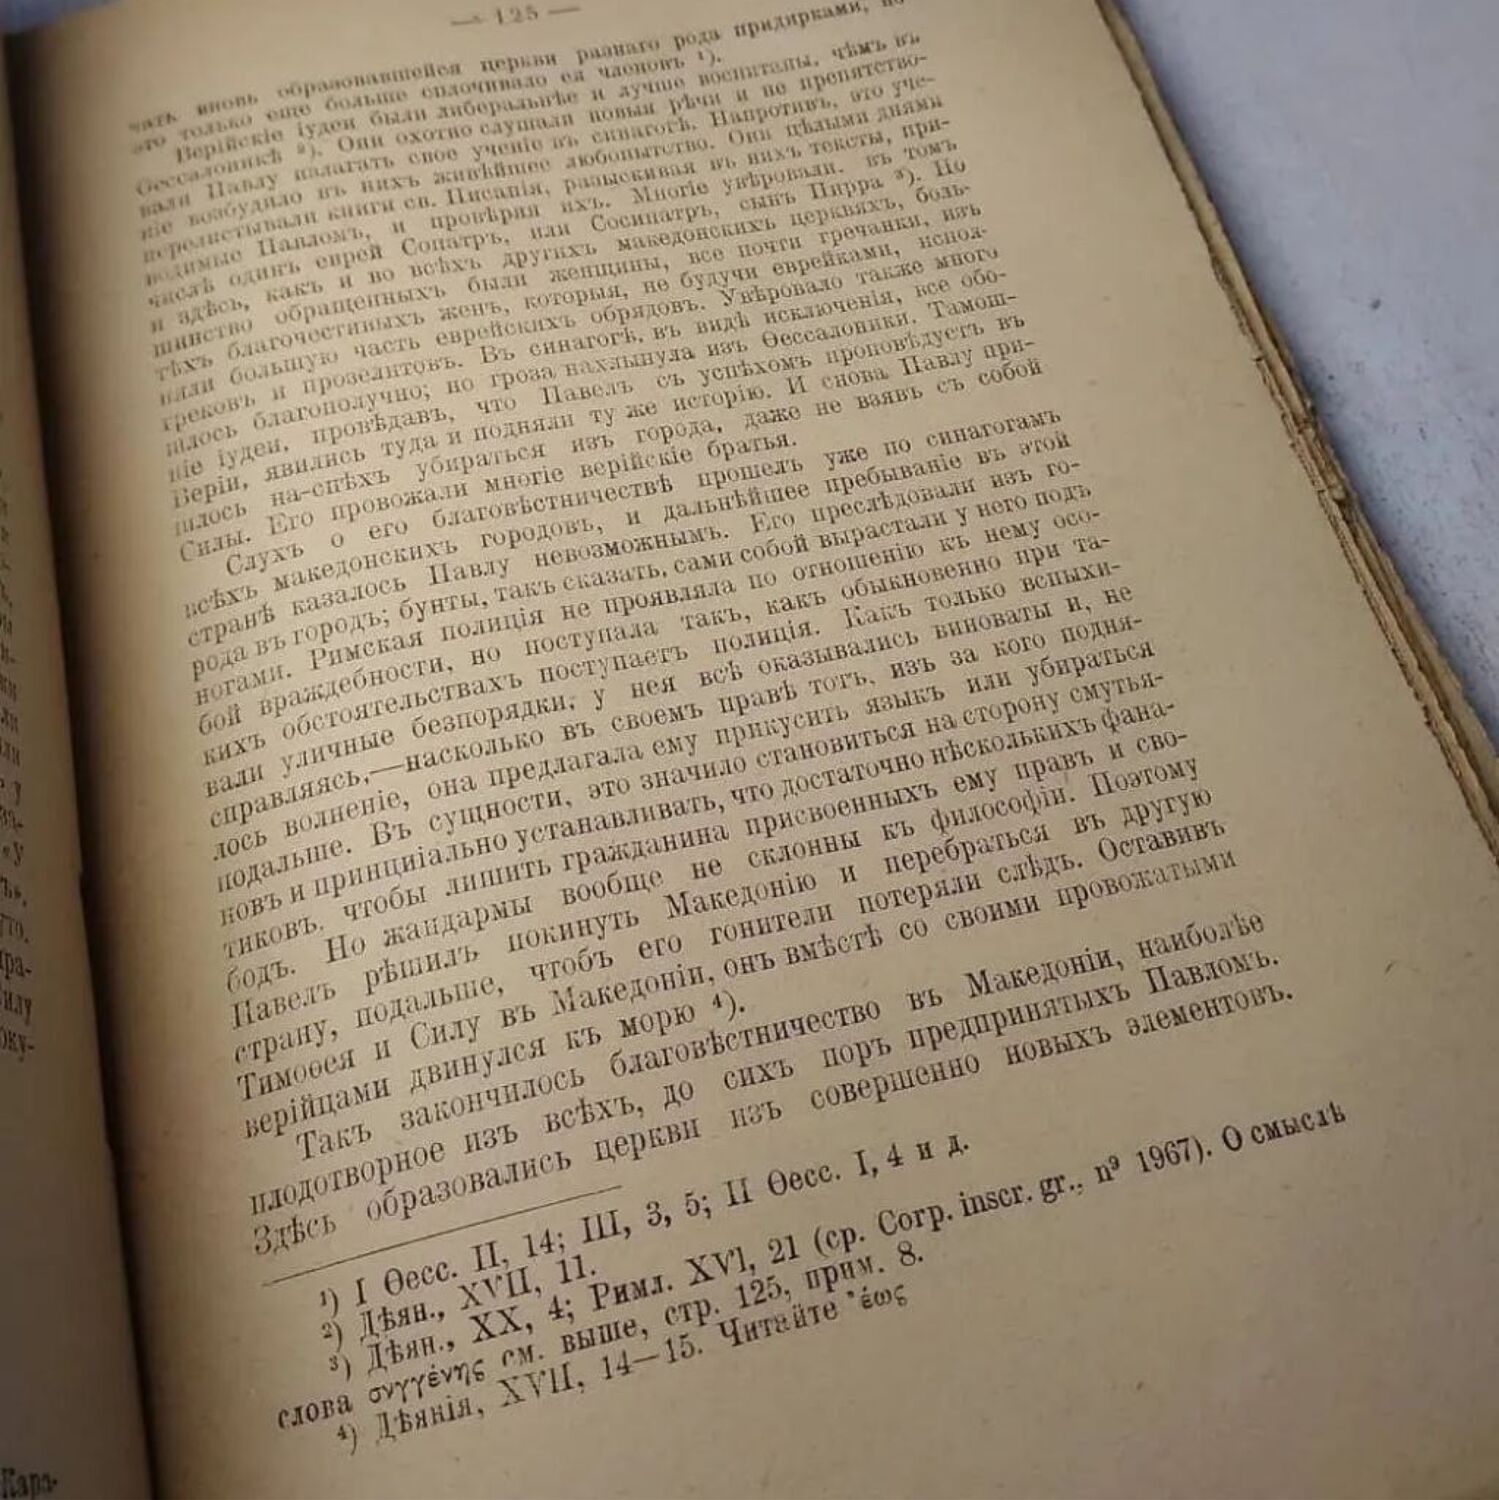 — 125 —
чать вновь образовавшейся церкви разнаго рода придирками, но
это только еще больше сплочивало ея членовъ ¹).
Верійскіе іудеи были либеральнѣе и лучше воспитаны, чѣмъ въ
Ѳессалоникѣ ²). Они охотно слушали новыя рѣчи и не препятство-
вали Павлу излагать свое ученіе въ синагогѣ. Напротивъ, это уче-
ніе возбудило въ нихъ живѣйшее любопытство. Они цѣлыми днями
перелистывали книги св. Писанія, разыскивая въ нихъ тексты, при-
водимые Павломъ, и провѣряя ихъ. Многіе увѣровали. въ томъ
числѣ одинъ еврей Сопатръ, или Сосипатръ, сынъ Пирра ³). Но
и здѣсь, какъ и во всѣхъ другихъ македонскихъ церквяхъ, боль-
шинство обращенныхъ были женщины, все почти гречанки, изъ
тѣхъ благочестивыхъ женъ, которыя, не будучи еврейками, испол-
няли большую часть еврейскихъ обрядовъ. Увѣровало также много
грековъ и прозелитовъ. Въ синагогѣ, въ видѣ исключенія, все обо-
шлось благополучно; но гроза нахлынула изъ Ѳессалоники. Тамош-
ніе іудеи, провѣдавъ, что Павелъ съ успѣхомъ проповѣдуетъ въ
Веріи, явились туда и подняли ту же исторію. И снова Павлу при-
шлось на-спѣхъ убираться изъ города, даже не взявъ съ собой
Силы. Его провожали многіе верійскіе братья.
Слухъ о его благовѣстничествѣ прошелъ уже по синагогамъ
всѣхъ македонскихъ городовъ, и дальнѣйшее пребываніе въ этой
странѣ казалось Павлу невозможнымъ. Его преслѣдовали изъ го-
рода въ городъ; бунты, такъ сказать, сами собой вырастали у него подъ
ногами. Римская полиція не проявляла по отношенію къ нему осо-
бой враждебности, но поступала такъ, какъ обыкновенно при та-
кихъ обстоятельствахъ поступаетъ полиція. Какъ только вспыхи-
вали уличные безпорядки, у нея всѣ оказывались виноваты и, не
справляясь,—насколько въ своемъ правѣ тотъ, изъ за кого подня-
лось волненіе, она предлагала ему прикусить языкъ или убираться
подальше. Въ сущности, это значило становиться на сторону смутья-
новъ и принципіально устанавливать, что достаточно нѣсколькихъ фана-
тиковъ, чтобы лишить гражданина присвоенныхъ ему правъ и сво-
бодъ. Но жандармы вообще не склонны къ философіи. Поэтому
Павелъ рѣшилъ покинуть Македонію и перебраться въ другую
страну, подальше, чтобъ его гонители потеряли слѣдъ. Оставивъ
Тимоѳея и Силу въ Македоніи, онъ вмѣстѣ со своими провожатыми
верійцами двинулся къ морю ⁴).
Такъ закончилось благовѣстничество въ Македоніи, наиболѣе
плодотворное изъ всѣхъ, до сихъ поръ предпринятыхъ Павломъ.
Здѣсь образовались церкви изъ совершенно новыхъ элементовъ.
¹) I Ѳесс. II, 14; III, 3, 5; II Ѳесс. I, 4 и д.
²) Дѣян., XVII, 11.
³) Дѣян., XX, 4; Римл. XVI, 21 (ср. Corp. inscr. gr., nº 1967). О смыслѣ
слова συγγένης см. выше, стр. 125, прим. 8.
⁴) Дѣянія, XVII, 14—15. Читайте ἑως